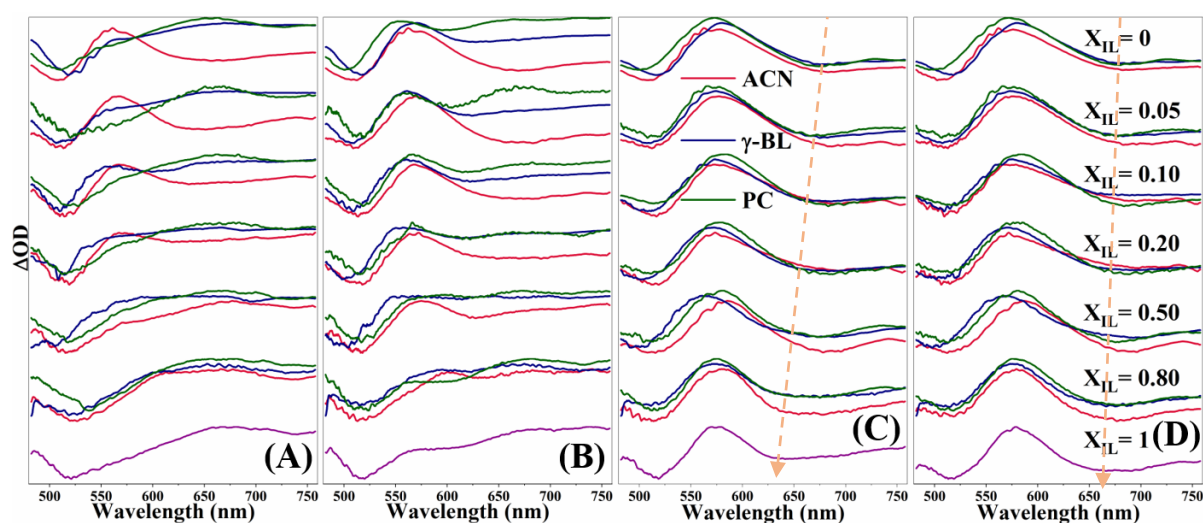 ΔOD
ACN
γ-BL
PC
X_IL = 0
X_IL = 0.05
X_IL = 0.10
X_IL = 0.20
X_IL = 0.50
X_IL = 0.80
X_IL = 1
(A)
(B)
(C)
(D)
500 550 600 650 700 750
500 550 600 650 700 750
500 550 600 650 700 750
500 550 600 650 700 750
Wavelength (nm)
Wavelength (nm)
Wavelength (nm)
Wavelength (nm)